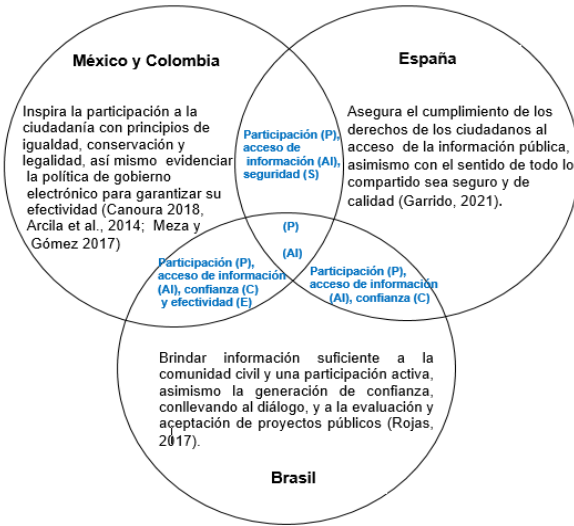 México y Colombia
Inspira la participación a la
ciudadanía con principios de
igualdad, conservación y
legalidad, así mismo evidenciar
la política de gobierno
electrónico para garantizar su
efectividad (Canoura 2018,
Arcila et al., 2014; Meza y
Gómez 2017)
Participación (P),
acceso de
información (AI),
seguridad (S)
España
Asegura el cumplimiento de los
derechos de los ciudadanos al
acceso de la información pública,
asimismo con el sentido de todo lo
compartido sea seguro y de
calidad (Garrido, 2021).
(P)
(AI)
Participación (P),
acceso de información
(AI), confianza (C)
y efectividad (E)
Participación (P),
acceso de información
(AI), confianza (C)
Brindar información suficiente a la
comunidad civil y una participación activa,
asimismo la generación de confianza,
conllevando al diálogo, y a la evaluación y
aceptación de proyectos públicos (Rojas,
2017).
Brasil